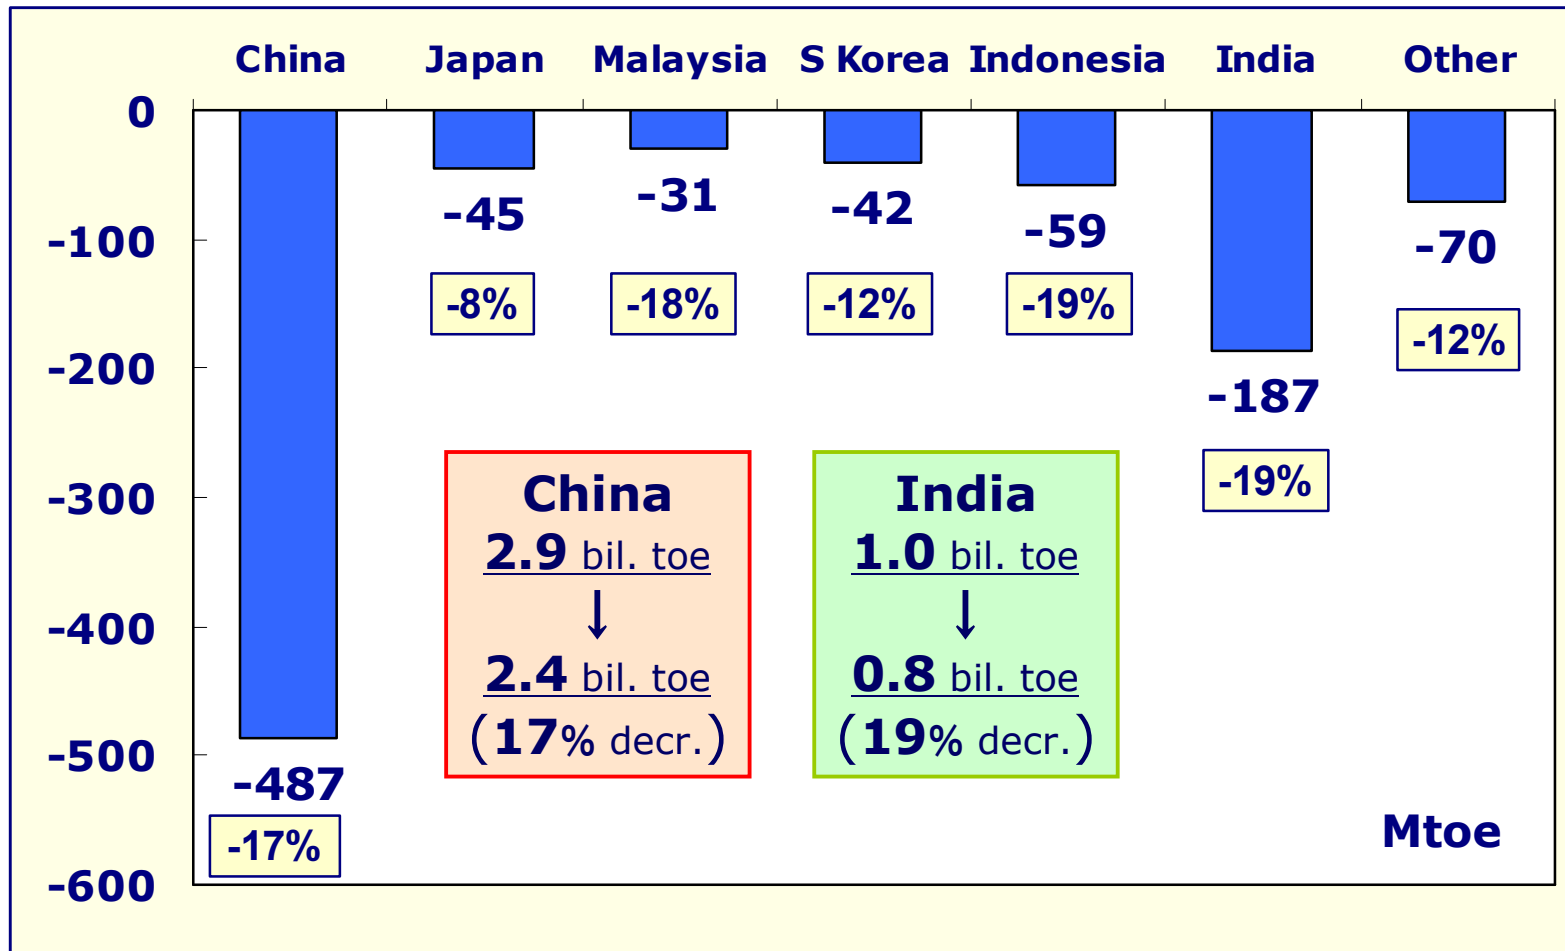 China Japan Malaysia S Korea Indonesia India Other
0
-100
-200
-300
-400
-500
-600
-487
-17%
-45
-8%
-31
-18%
-42
-12%
-59
-19%
-187
-19%
-70
-12%
China
2.9 bil. toe
↓
2.4 bil. toe
(17% decr.)
India
1.0 bil. toe
↓
0.8 bil. toe
(19% decr.)
Mtoe